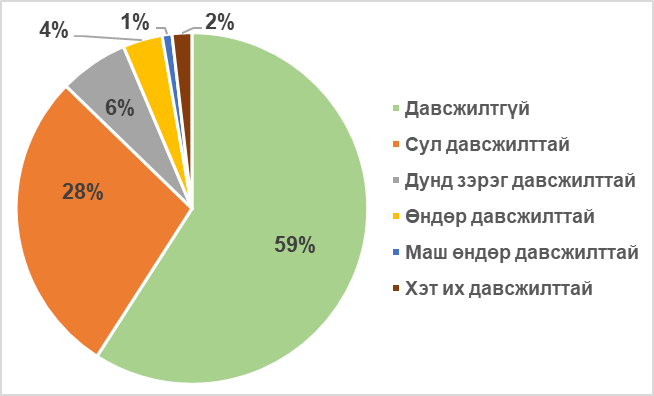 4%
1%
2%
6%
28%
59%
Давсжилтгүй
Сул давсжилттай
Дунд зэрэг давсжилттай
Өндөр давсжилттай
Маш өндөр давсжилттай
Хэт их давсжилттай